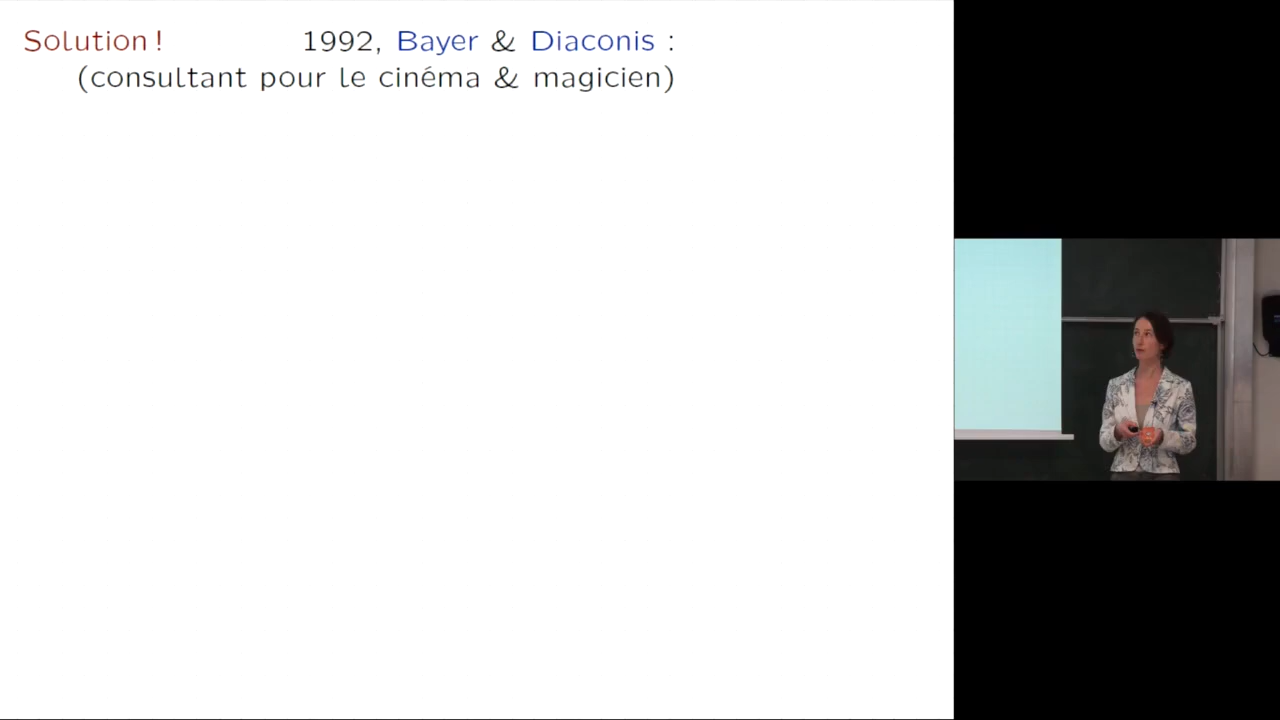 Solution ! 1992, Bayer & Diaconis :
(consultant pour le cinéma & magicien)